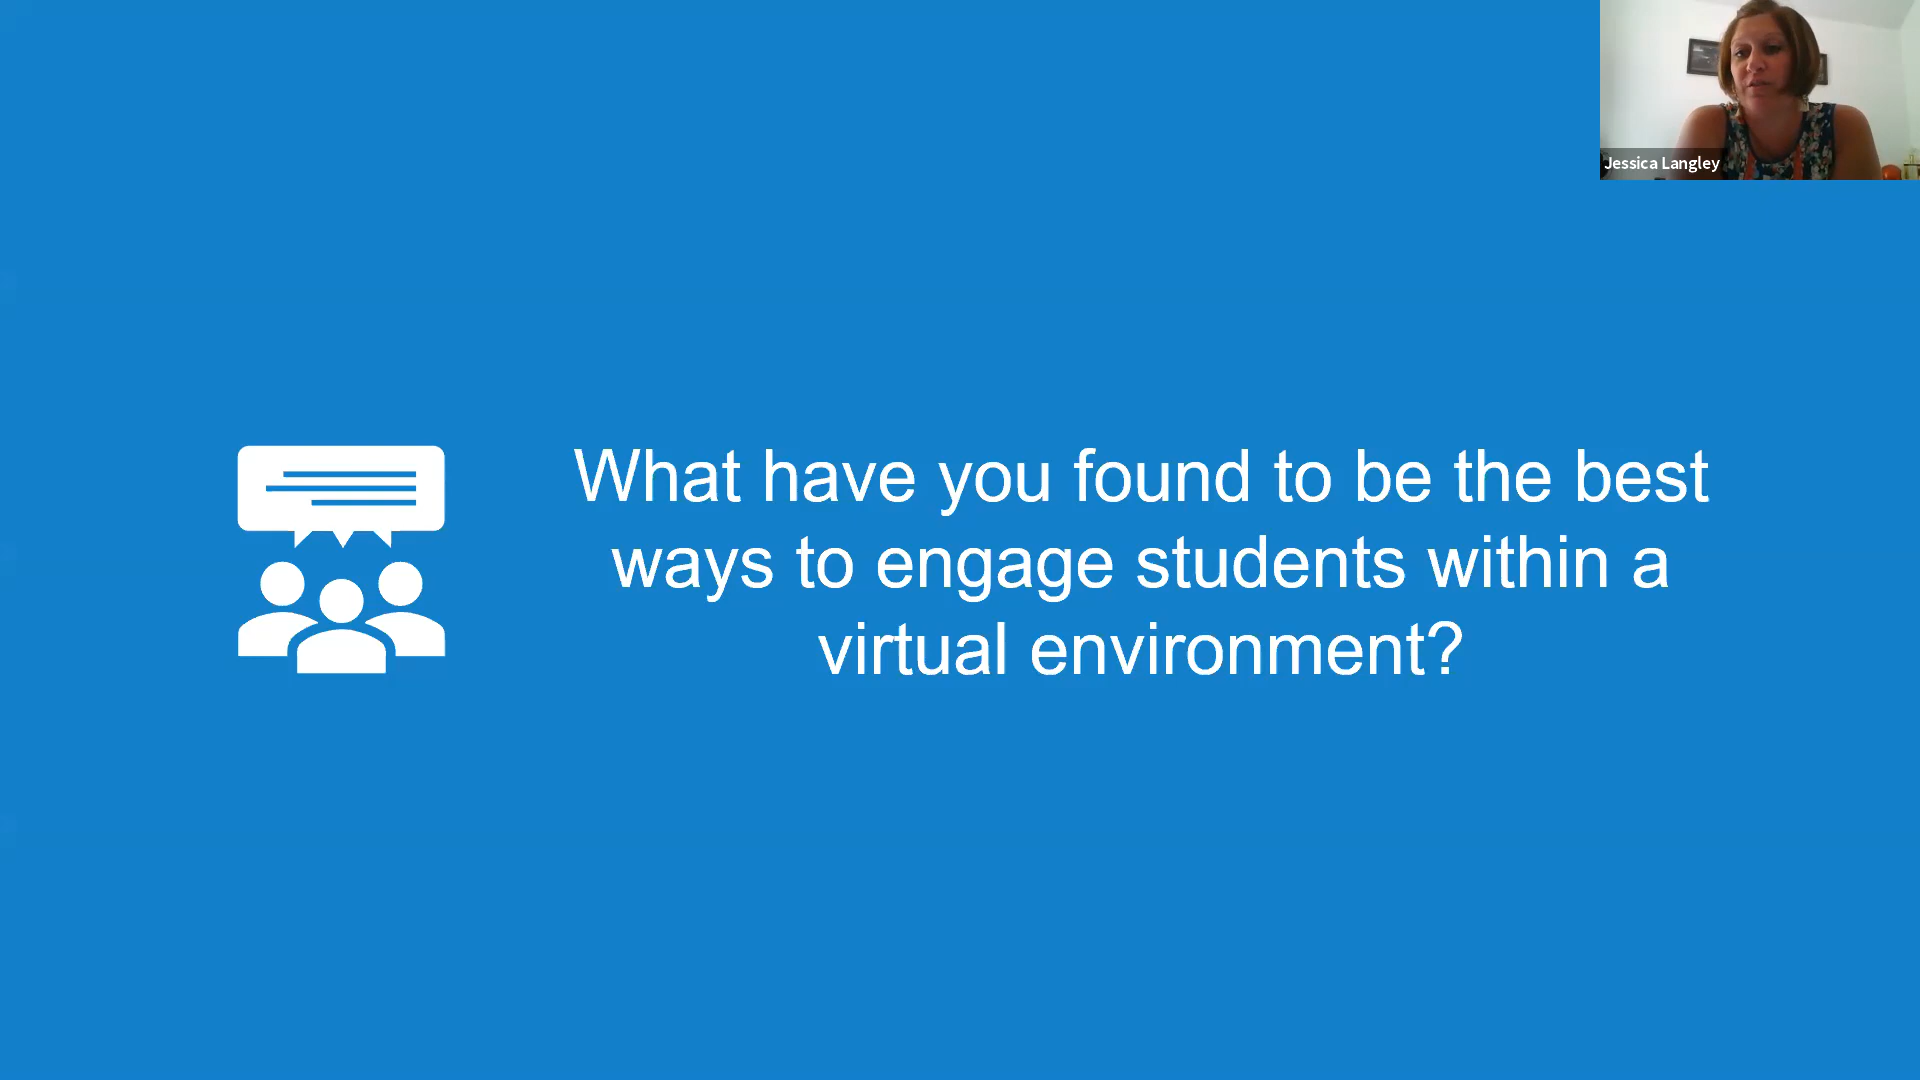 Jessica Langley
What have you found to be the best
ways to engage students within a
virtual environment?